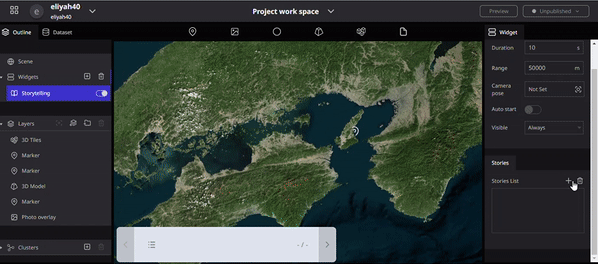 eliyah40
e
eliyah40
Project work space
Preview
Unpublished
Outline
Dataset
Scene
Widgets
Storytelling
Layers
3D Tiles
Marker
Marker
3D Model
Marker
Photo overlay
Clusters
- / -
Widget
Duration
10
s
Range
50000
m
Camera pose
Not Set
Auto start
Visible
Always
Stories
Stories List